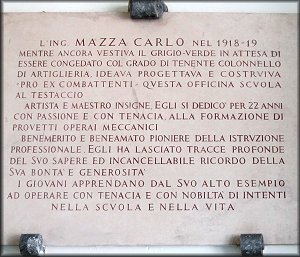 L'ING. MAZZA CARLO NEL 1918-19
MENTRE ANCORA VESTIVA IL GRIGIO-VERDE IN ATTESA DI
ESSERE CONGEDATO COL GRADO DI TENENTE COLONNELLO
DI ARTIGLIERIA, IDEAVA PROGETTAVA E COSTRVIVA
"PRO EX COMBATTENTI" QVESTA OFFICINA SCVOLA
AL TESTACCIO
ARTISTA E MAESTRO INSIGNE, EGLI SI DEDICO' PER 22 ANNI
CON PASSIONE E CON TENACIA, ALLA FORMAZIONE DI
PROVETTI OPERAI MECCANICI
BENEMERITO E BENEAMATO PIONIERE DELLA ISTRVZIONE
PROFESSIONALE, EGLI HA LASCIATO TRACCE PROFONDE
DEL SVO SAPERE ED INCANCELLABILE RICORDO DELLA
SVA BONTA' E GENEROSITA'
I GIOVANI APPRENDANO DAL SVO ALTO ESEMPIO
AD OPERARE CON TENACIA E CON NOBILTA' DI INTENTI
NELLA SCVOLA E NELLA VITA